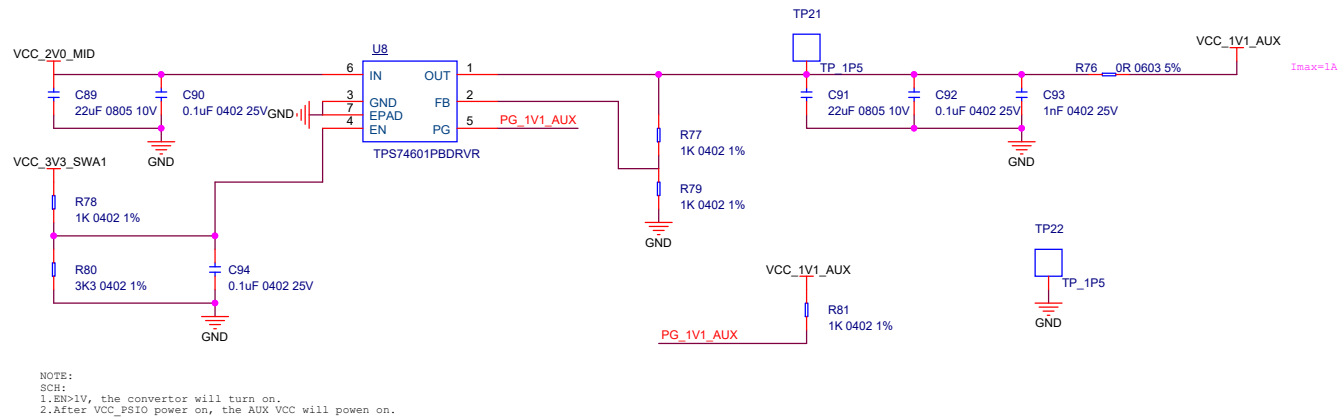 TP21
VCC_2V0_MID
U8
VCC_1V1_AUX
6 IN OUT 1
TP_1P5
R76 0R 0603 5%
Imax=1A
C89
22uF 0805 10V
C90
0.1uF 0402 25V
GND
3 GND FB 2
7 EPAD
4 EN PG 5
PG_1V1_AUX
TPS74601PBDRVR
C91
22uF 0805 10V
C92
0.1uF 0402 25V
C93
1nF 0402 25V
R77
1K 0402 1%
GND
GND
VCC_3V3_SWA1
R78
1K 0402 1%
R79
1K 0402 1%
GND
TP22
TP_1P5
GND
R80
3K3 0402 1%
C94
0.1uF 0402 25V
GND
VCC_1V1_AUX
R81
1K 0402 1%
PG_1V1_AUX
NOTE:
SCH:
1.EN>1V, the convertor will turn on.
2.After VCC_PSIO power on, the AUX VCC will powen on.